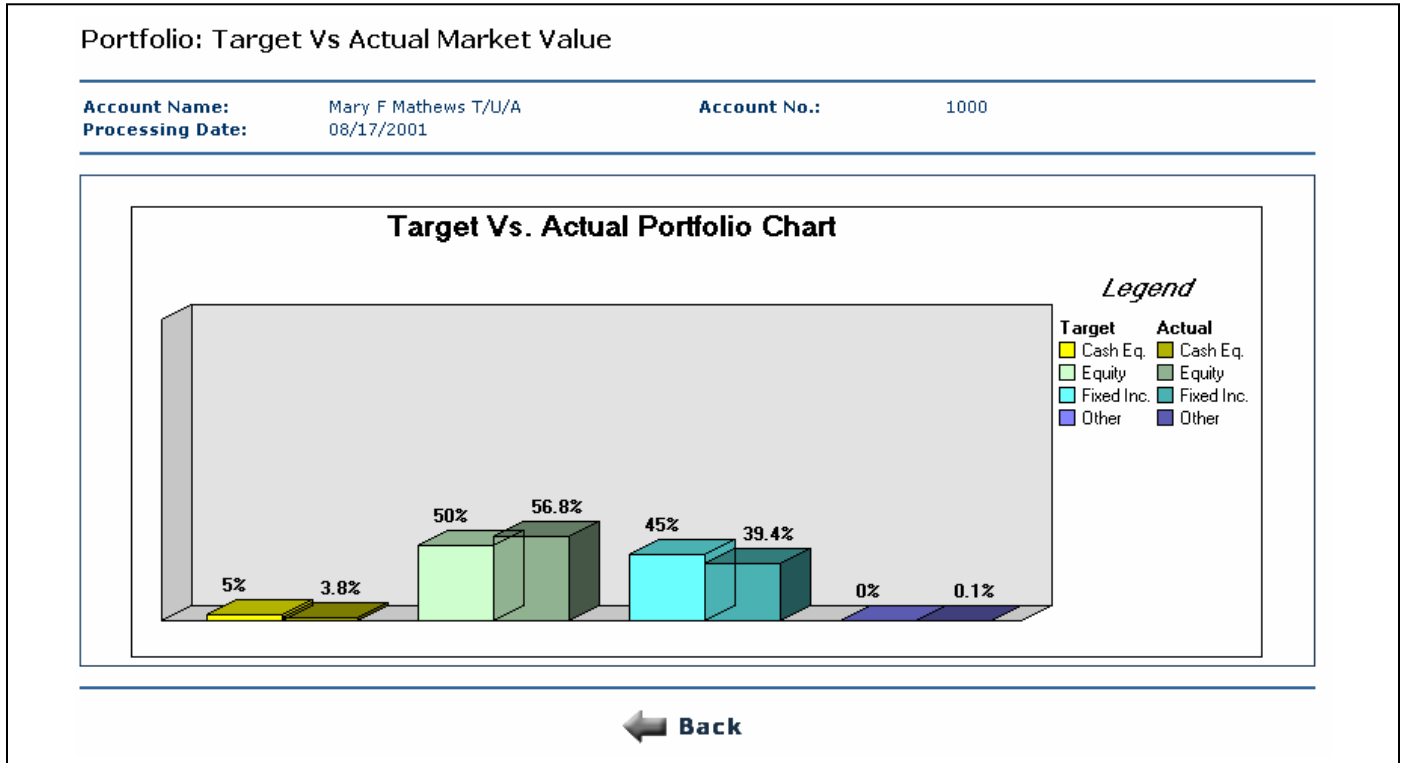 Portfolio: Target Vs Actual Market Value
Account Name: Mary F Mathews T/U/A Account No.: 1000
Processing Date: 08/17/2001
Target Vs. Actual Portfolio Chart
Legend
Target Actual
Cash Eq. Cash Eq.
Equity Equity
Fixed Inc. Fixed Inc.
Other Other
5% 3.8% 50% 56.8% 45% 39.4% 0% 0.1%
Back